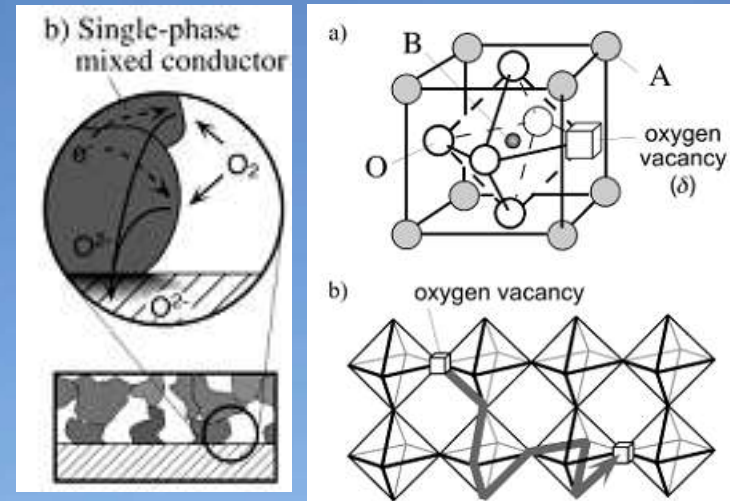 b) Single-phase
mixed conductor
e-
O2
O2-
O2-
a)
B
A
O
oxygen
vacancy
(δ)
b)
oxygen vacancy